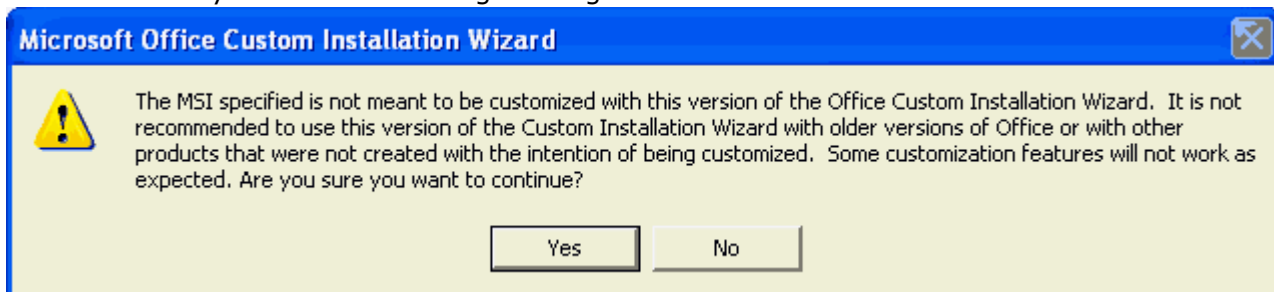 Microsoft Office Custom Installation Wizard
The MSI specified is not meant to be customized with this version of the Office Custom Installation Wizard.  It is not
recommended to use this version of the Custom Installation Wizard with older versions of Office or with other
products that were not created with the intention of being customized.  Some customization features will not work as
expected. Are you sure you want to continue?
Yes No